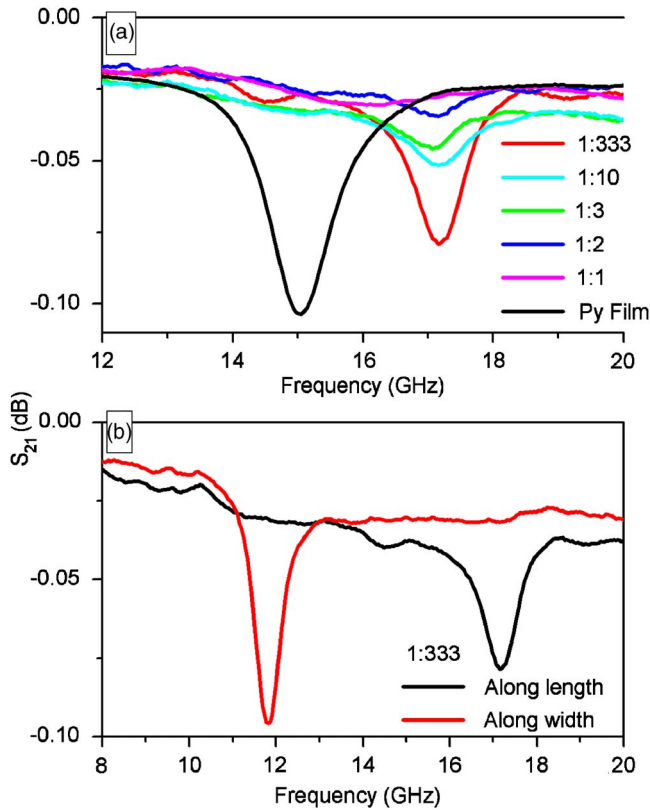 0.00
(a)
-0.05
1:333
1:10
1:3
1:2
1:1
-0.10
Py Film
12 14 16 18 20
Frequency (GHz)
S21 (dB)
0.00
(b)
-0.05
1:333
Along length
Along width
-0.10
8 10 12 14 16 18 20
Frequency (GHz)